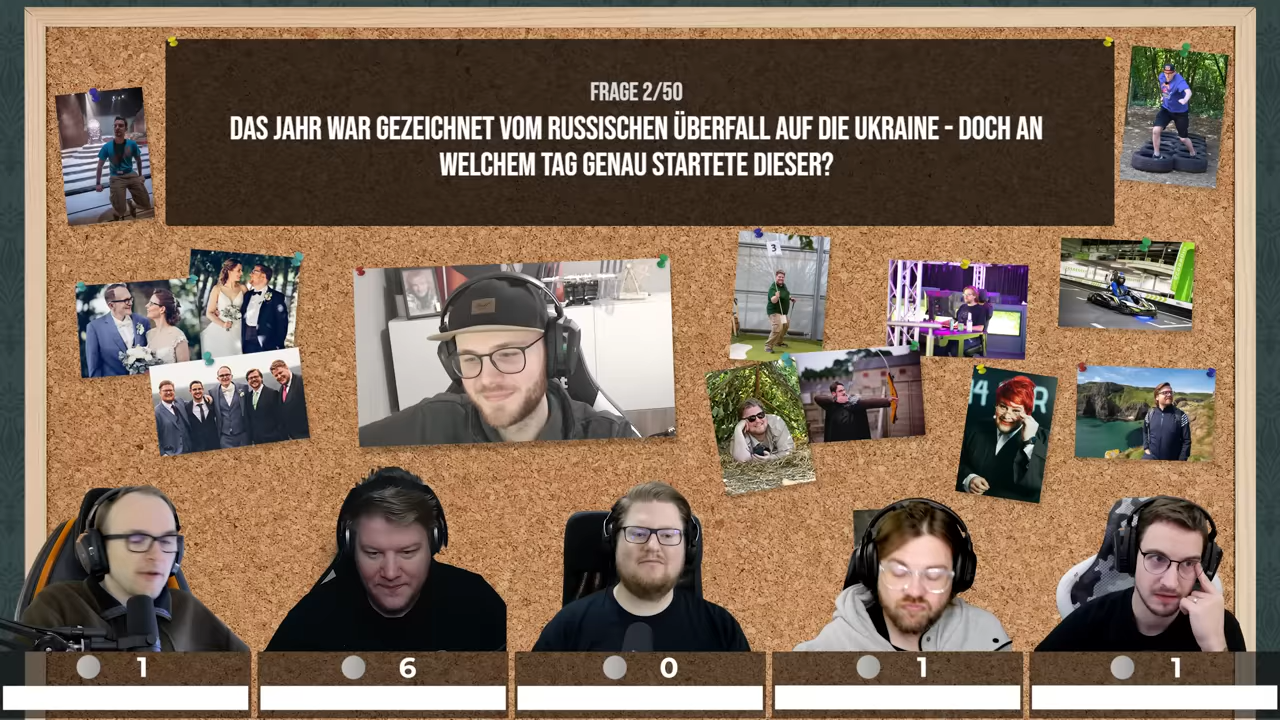 FRAGE 2/50
DAS JAHR WAR GEZEICHNET VOM RUSSISCHEN ÜBERFALL AUF DIE UKRAINE - DOCH AN
WELCHEM TAG GENAU STARTETE DIESER?
3
1
6
0
1
1